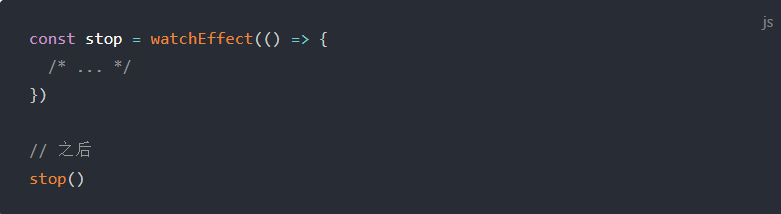 js
const stop = watchEffect(() => {
  /* ... */
})
// 之后
stop()